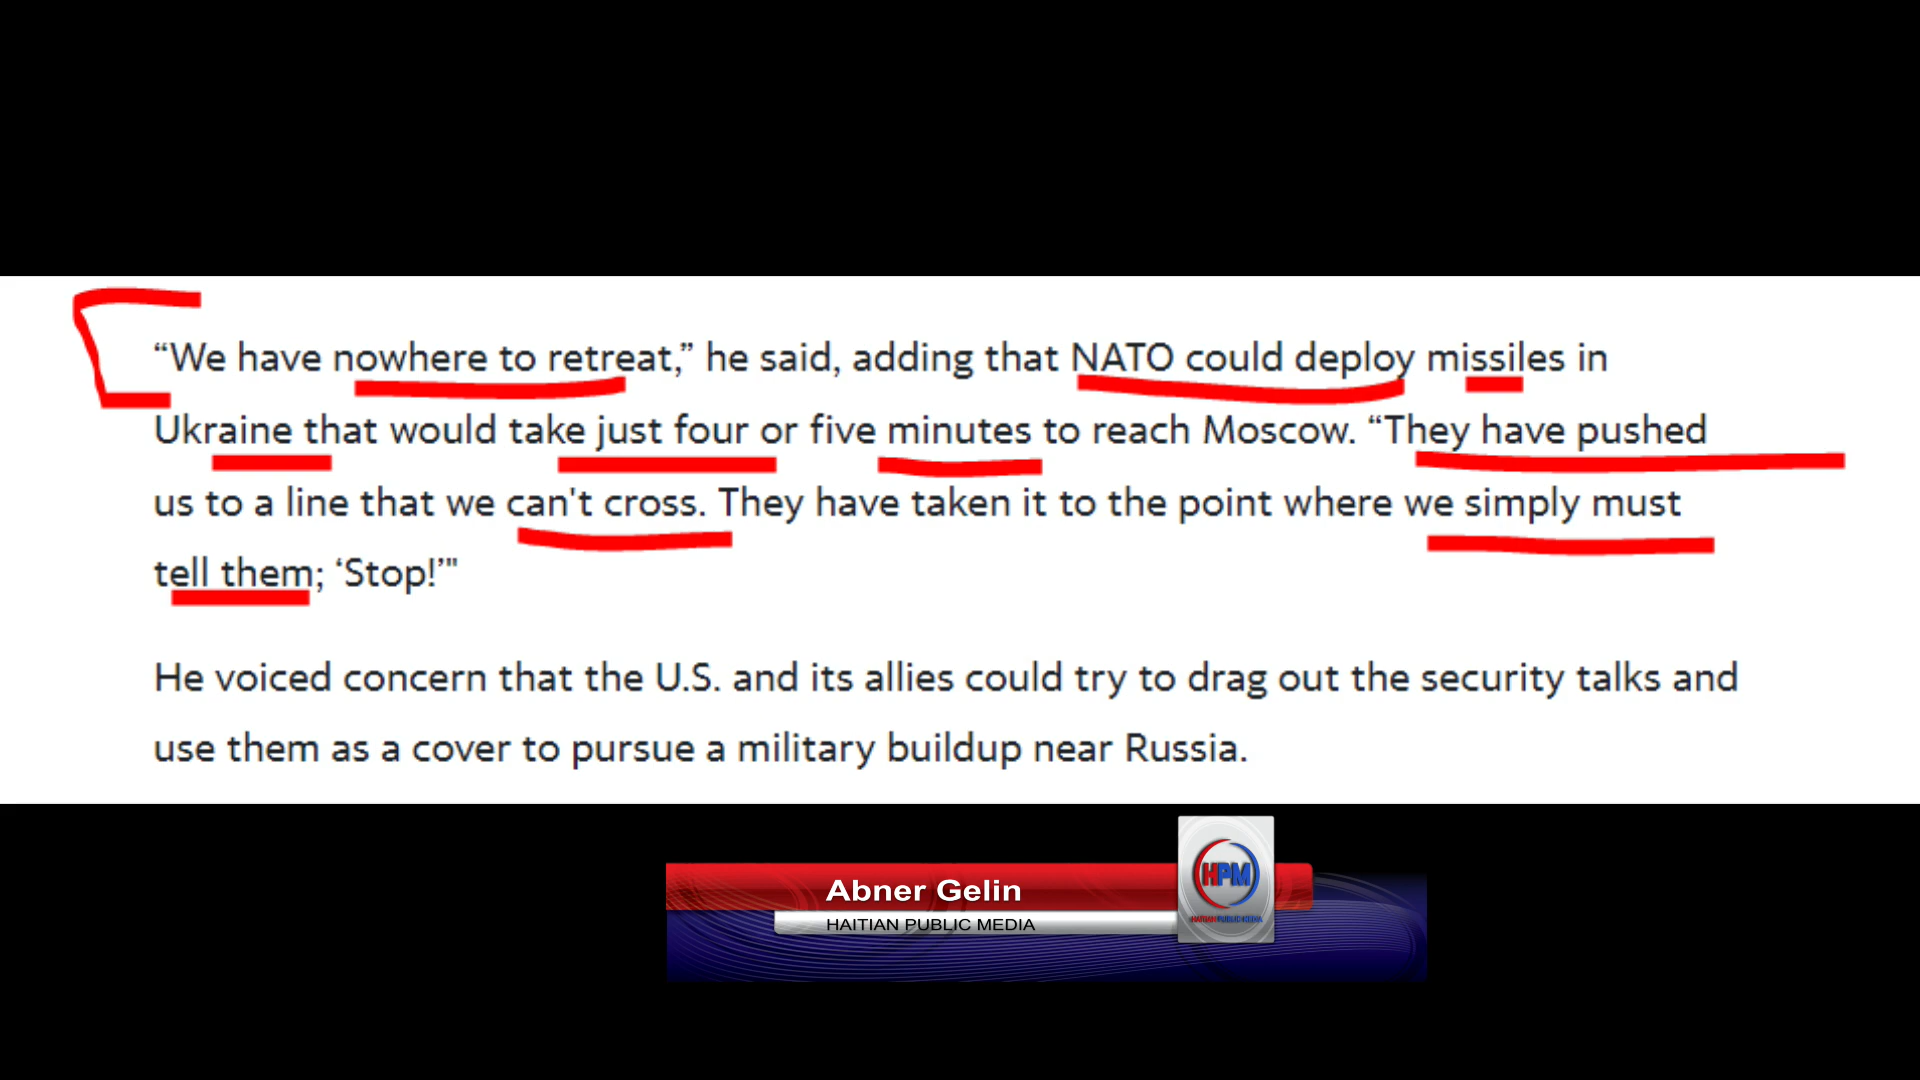 “We have nowhere to retreat,” he said, adding that NATO could deploy missiles in
Ukraine that would take just four or five minutes to reach Moscow. “They have pushed
us to a line that we can't cross. They have taken it to the point where we simply must
tell them; ‘Stop!’"
He voiced concern that the U.S. and its allies could try to drag out the security talks and
use them as a cover to pursue a military buildup near Russia.
HPM
HAITIAN PUBLIC MEDIA
Abner Gelin
HAITIAN PUBLIC MEDIA